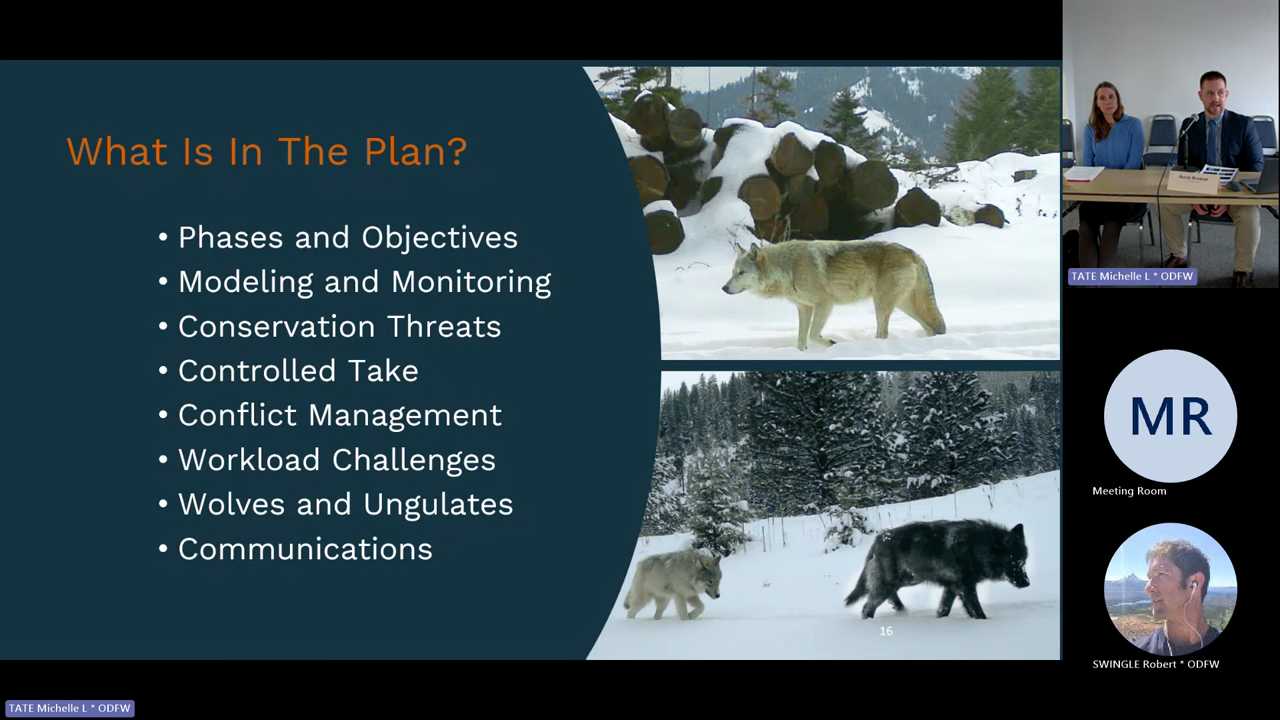 What Is In The Plan?
• Phases and Objectives
• Modeling and Monitoring
• Conservation Threats
• Controlled Take
• Conflict Management
• Workload Challenges
• Wolves and Ungulates
• Communications
16
TATE Michelle L * ODFW
MR
Meeting Room
SWINGLE Robert * ODFW
TATE Michelle L * ODFW